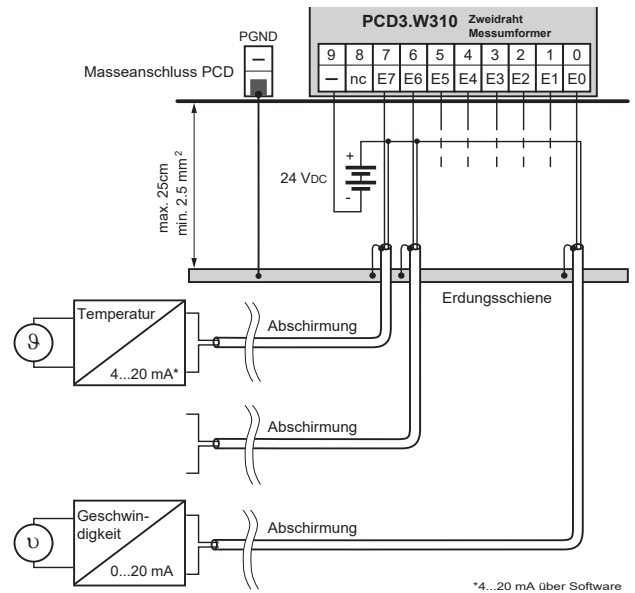 PGND
–
Masseanschluss PCD
PCD3.W310 Zweidraht
Messumformer
9 8 7 6 5 4 3 2 1 0
– nc E7 E6 E5 E4 E3 E2 E1 E0
max. 25cm
min. 2.5 mm²
+
24 VDC
-
Erdungsschiene
Temperatur
ϑ
4...20 mA*
Abschirmung
Abschirmung
Geschwin-
digkeit
υ
0...20 mA
Abschirmung
*4...20 mA über Software